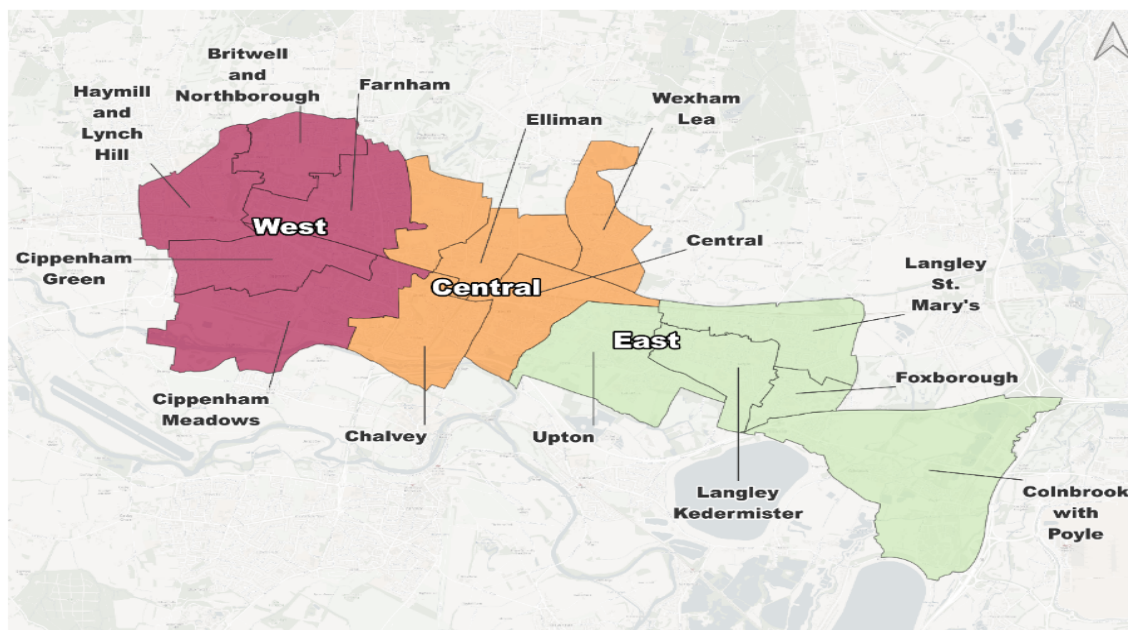 Britwell
and
Northborough
Farnham
Haymill
and
Lynch
Hill
Elliman
Wexham
Lea
West
Central
Cippenham
Green
Central
Langley
St.
Mary's
East
Foxborough
Cippenham
Meadows
Chalvey
Upton
Langley
Kedermister
Colnbrook
with
Poyle